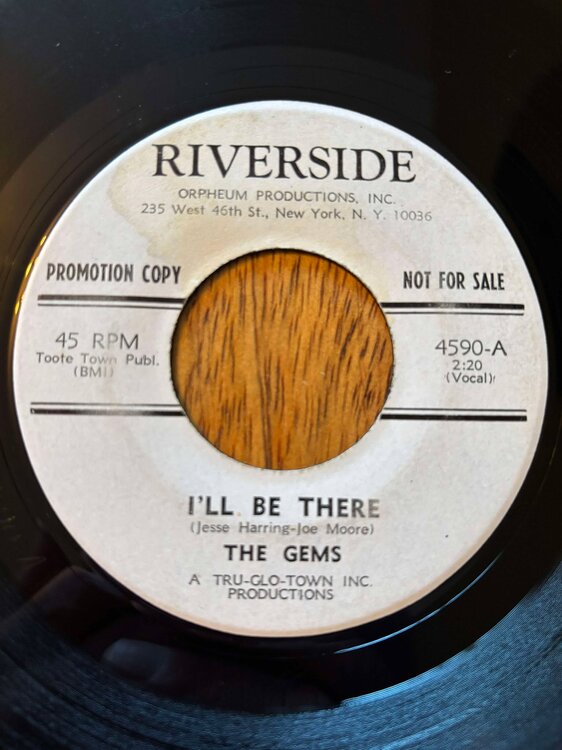 RIVERSIDE
ORPHEUM PRODUCTIONS, INC.
235 West 46th St., New York, N. Y. 10036
PROMOTION COPY
NOT FOR SALE
45 RPM
Toote Town Publ.
(BMI)
4590-A
2:20
(Vocal)
I'LL BE THERE
(Jesse Harring-Joe Moore)
THE GEMS
A TRU-GLO-TOWN INC.
PRODUCTIONS